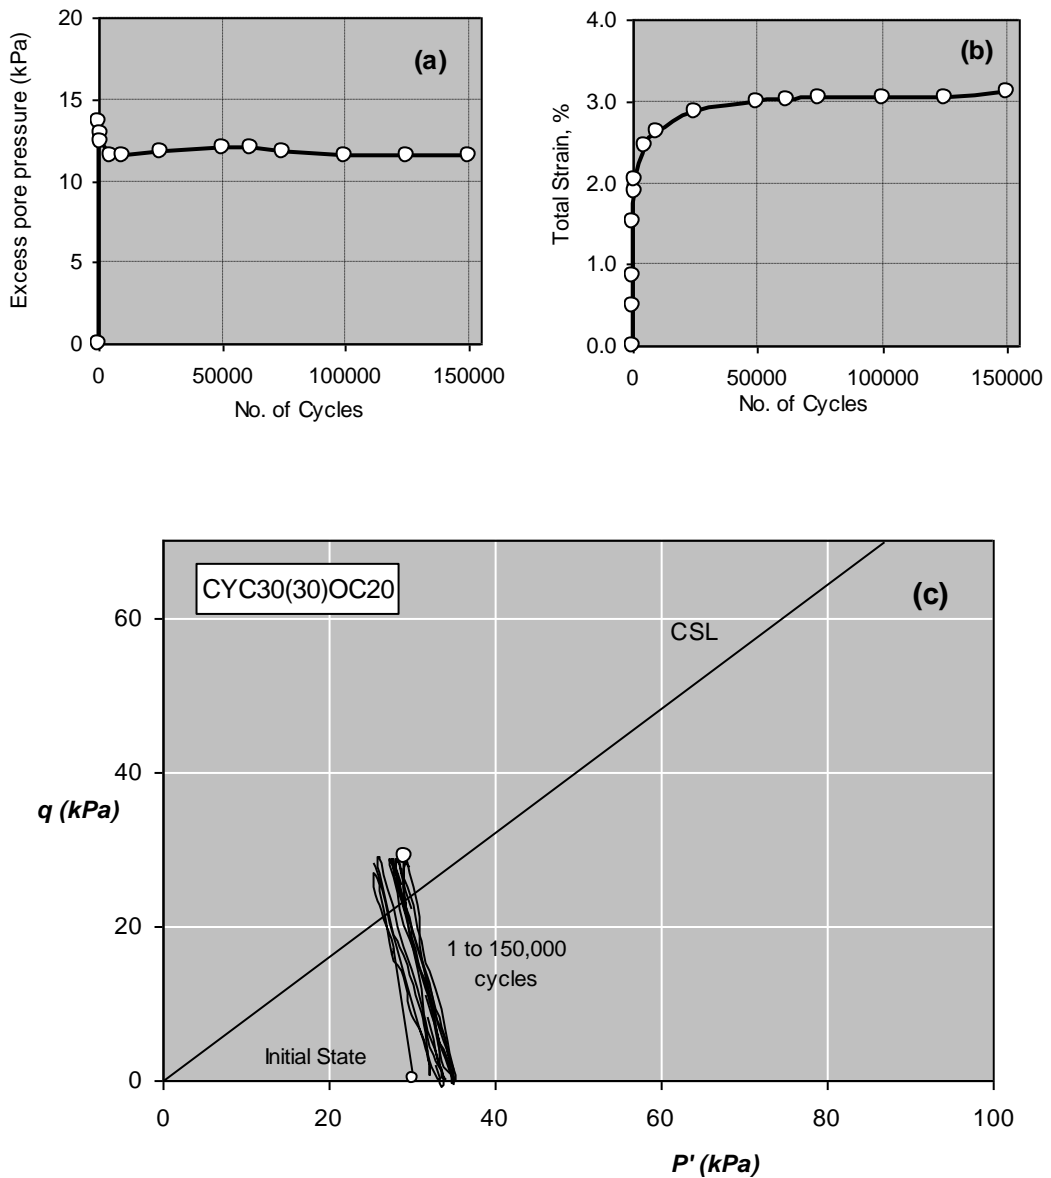 Excess pore pressure (kPa)
20
15
10
5
0
(a)
0 50000 100000 150000
No. of Cycles
Total Strain, %
4.0
3.0
2.0
1.0
0.0
(b)
0 50000 100000 150000
No. of Cycles
CYC30(30)OC20
(c)
CSL
60
40
q (kPa)
20
0
1 to 150,000
cycles
Initial State
0 20 40 60 80 100
P' (kPa)